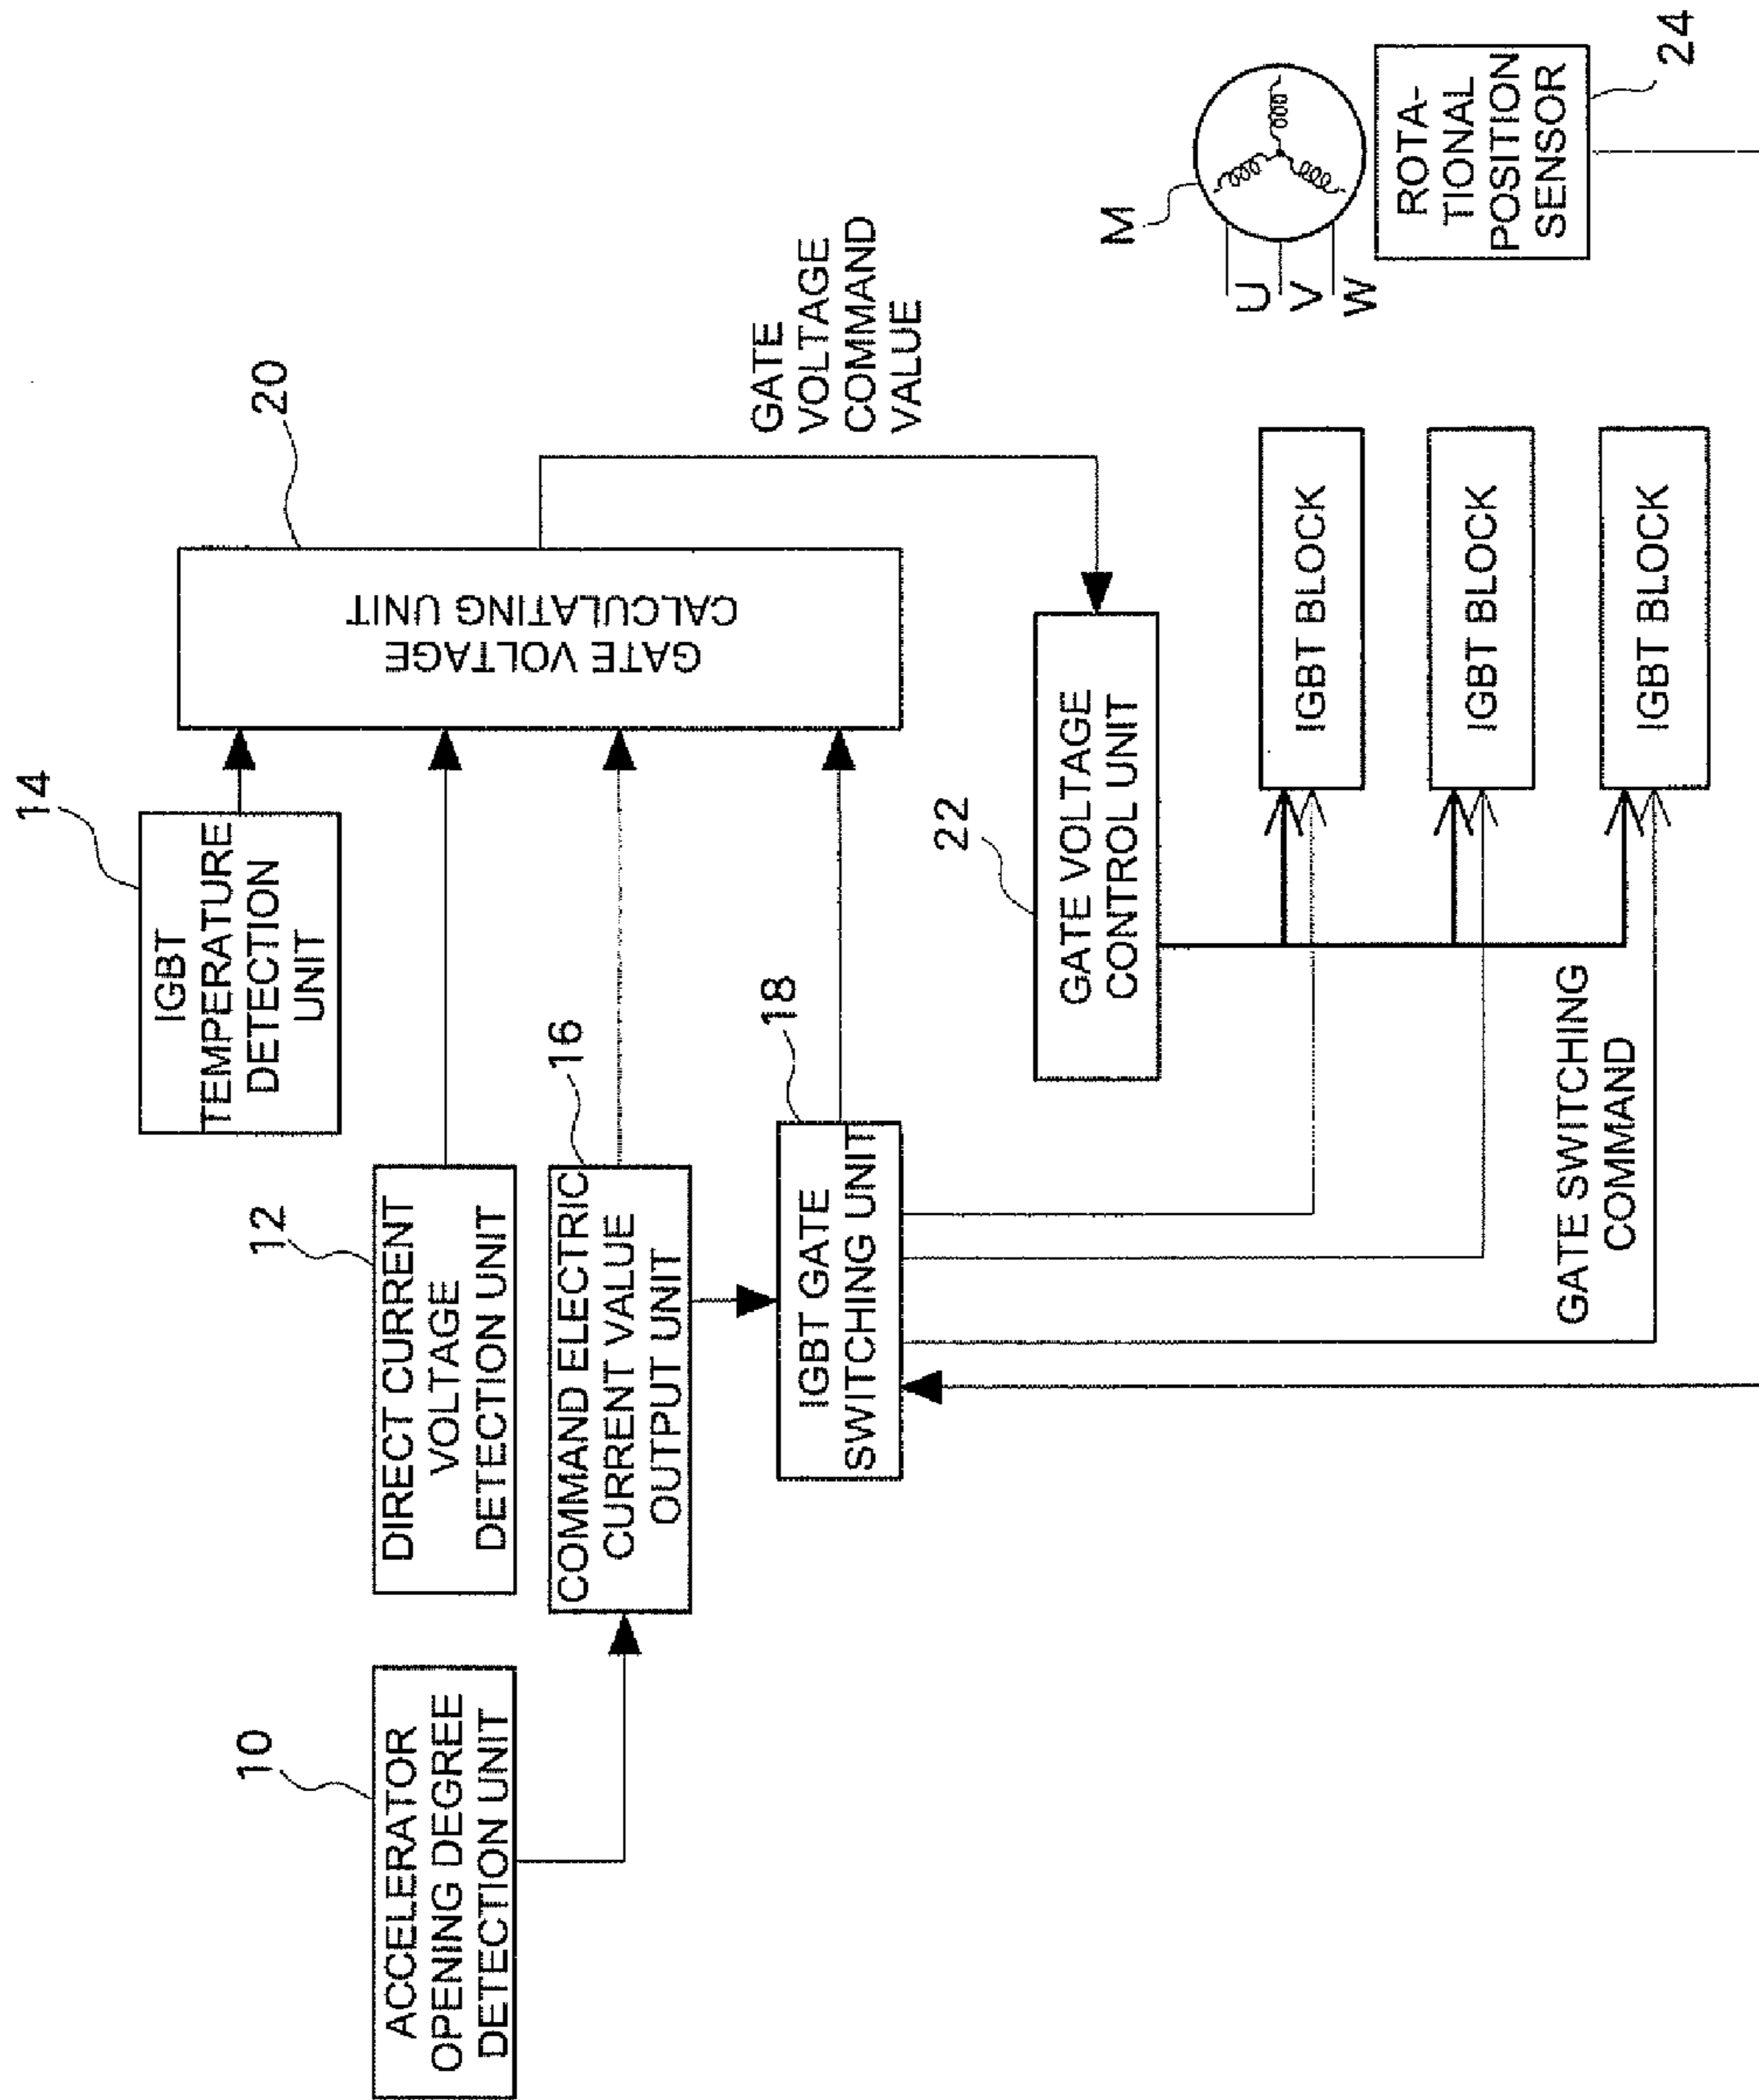 14
IGBT
TEMPERATURE
DETECTION
UNIT
20
GATE VOLTAGE
CALCULATING UNIT
12
DIRECT CURRENT
VOLTAGE
DETECTION UNIT
10
ACCELERATOR
OPENING DEGREE
DETECTION UNIT
16
COMMAND ELECTRIC
CURRENT VALUE
OUTPUT UNIT
18
IGBT GATE
SWITCHING UNIT
GATE
VOLTAGE
COMMAND
VALUE
22
GATE VOLTAGE
CONTROL UNIT
IGBT BLOCK
IGBT BLOCK
IGBT BLOCK
GATE SWITCHING
COMMAND
M
U
V
W
ROTA-
TIONAL
POSITION
SENSOR
24